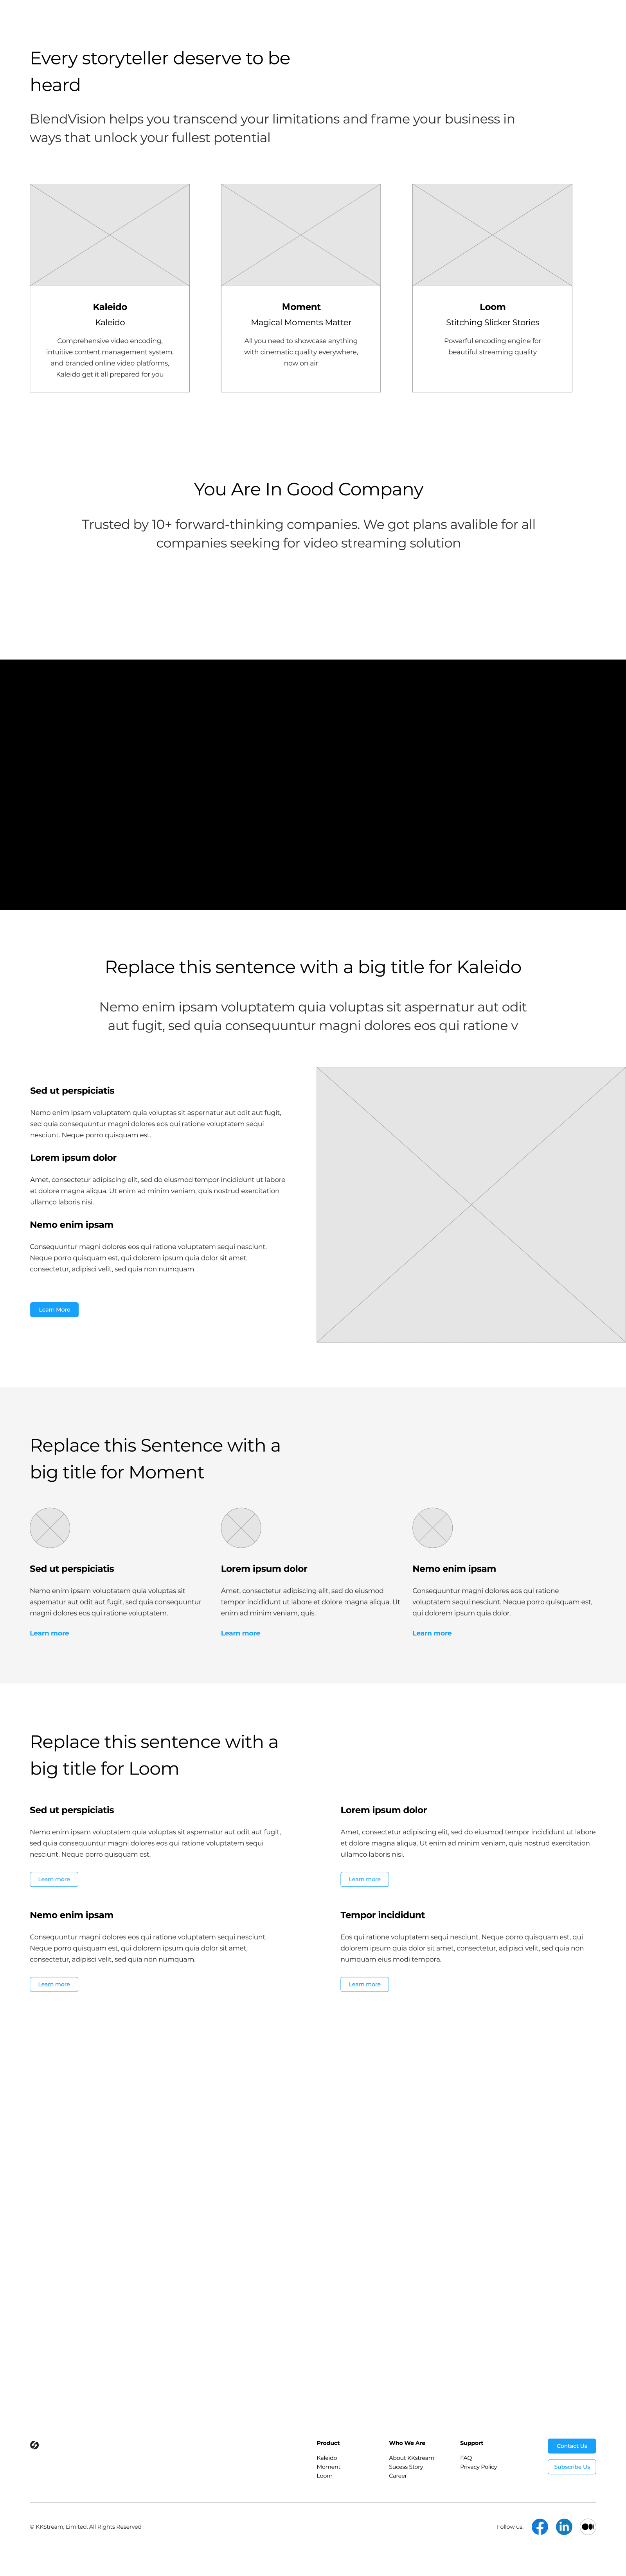 Every storyteller deserve to be
heard
BlendVision helps you transcend your limitations and frame your business in
ways that unlock your fullest potential
Kaleido
Kaleido
Comprehensive video encoding,
intuitive content management system,
and branded online video platforms,
Kaleido get it all prepared for you
Moment
Magical Moments Matter
All you need to showcase anything
with cinematic quality everywhere,
now on air
Loom
Stitching Slicker Stories
Powerful encoding engine for
beautiful streaming quality
You Are In Good Company
Trusted by 10+ forward-thinking companies. We got plans avalible for all
companies seeking for video streaming solution
Replace this sentence with a big title for Kaleido
Nemo enim ipsam voluptatem quia voluptas sit aspernatur aut odit
aut fugit, sed quia consequuntur magni dolores eos qui ratione v
Sed ut perspiciatis
Nemo enim ipsam voluptatem quia voluptas sit aspernatur aut odit aut fugit,
sed quia consequuntur magni dolores eos qui ratione voluptatem sequi
nesciunt. Neque porro quisquam est.
Lorem ipsum dolor
Amet, consectetur adipiscing elit, sed do eiusmod tempor incididunt ut labore
et dolore magna aliqua. Ut enim ad minim veniam, quis nostrud exercitation
ullamco laboris nisi.
Nemo enim ipsam
Consequuntur magni dolores eos qui ratione voluptatem sequi nesciunt.
Neque porro quisquam est, qui dolorem ipsum quia dolor sit amet,
consectetur, adipisci velit, sed quia non numquam.
Learn More
Replace this Sentence with a
big title for Moment
Sed ut perspiciatis
Nemo enim ipsam voluptatem quia voluptas sit
aspernatur aut odit aut fugit, sed quia consequuntur
magni dolores eos qui ratione voluptatem.
Learn more
Lorem ipsum dolor
Amet, consectetur adipiscing elit, sed do eiusmod
tempor incididunt ut labore et dolore magna aliqua. Ut
enim ad minim veniam, quis.
Learn more
Nemo enim ipsam
Consequuntur magni dolores eos qui ratione
voluptatem sequi nesciunt. Neque porro quisquam est,
qui dolorem ipsum quia dolor.
Learn more
Replace this sentence with a
big title for Loom
Sed ut perspiciatis
Nemo enim ipsam voluptatem quia voluptas sit aspernatur aut odit aut fugit,
sed quia consequuntur magni dolores eos qui ratione voluptatem sequi
nesciunt. Neque porro quisquam est.
Learn more
Lorem ipsum dolor
Amet, consectetur adipiscing elit, sed do eiusmod tempor incididunt ut labore
et dolore magna aliqua. Ut enim ad minim veniam, quis nostrud exercitation
ullamco laboris nisi.
Learn more
Nemo enim ipsam
Consequuntur magni dolores eos qui ratione voluptatem sequi nesciunt.
Neque porro quisquam est, qui dolorem ipsum quia dolor sit amet,
consectetur, adipisci velit, sed quia non numquam.
Learn more
Tempor incididunt
Eos qui ratione voluptatem sequi nesciunt. Neque porro quisquam est, qui
dolorem ipsum quia dolor sit amet, consectetur, adipisci velit, sed quia non
numquam eius modi tempora.
Learn more
Product
Kaleido
Moment
Loom
Who We Are
About KKstream
Sucess Story
Career
Support
FAQ
Privacy Policy
Contact Us
Subscribe Us
© KKStream, Limited. All Rights Reserved
Follow us: